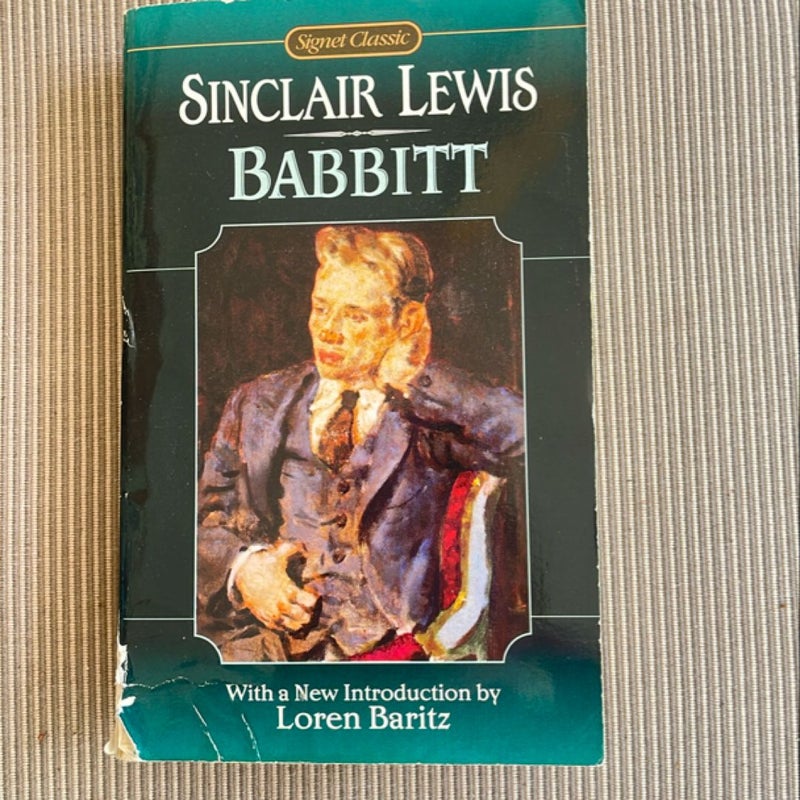 Signet Classic
SINCLAIR LEWIS
BABBITT
With a New Introduction by
Loren Baritz